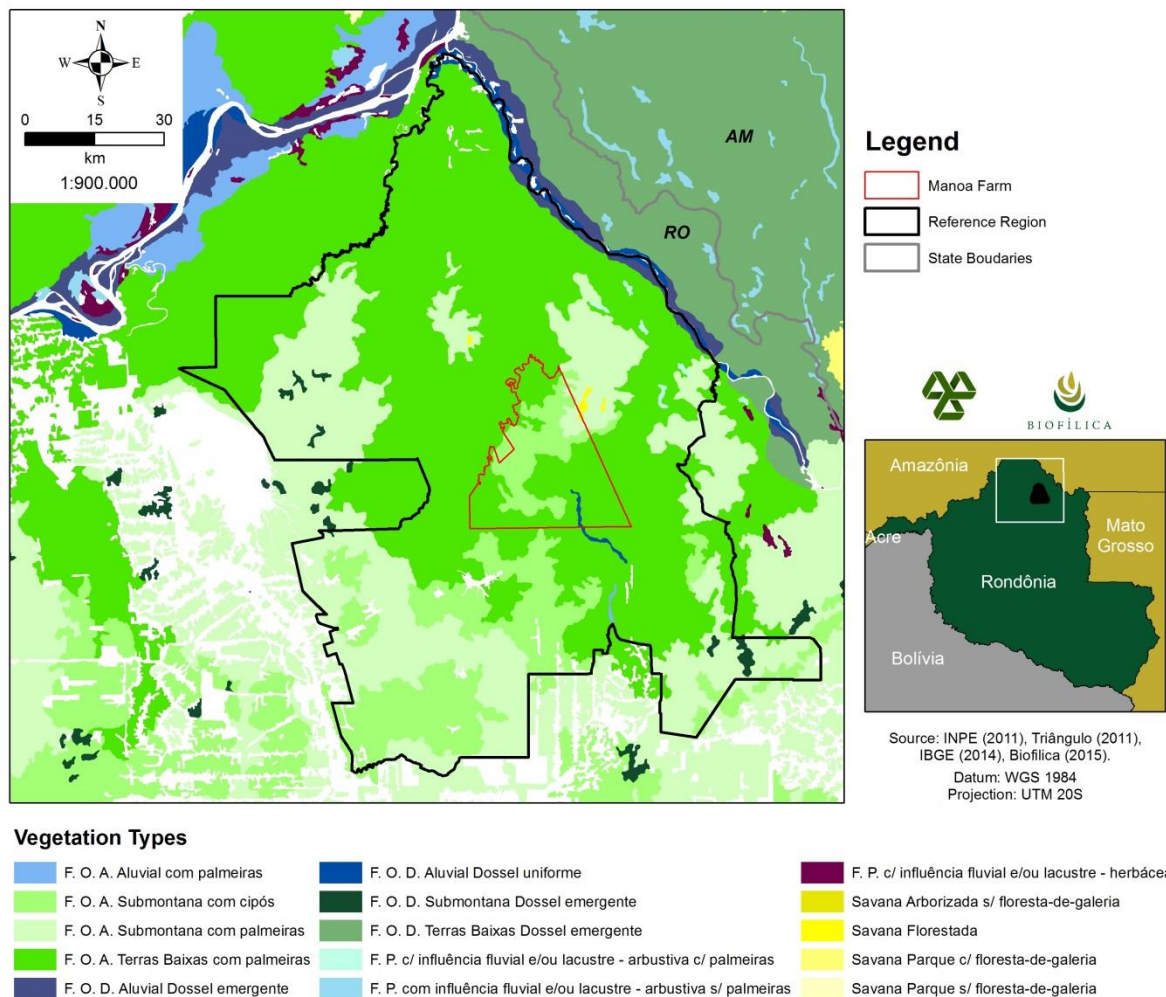 N
W E
S
0 15 30
km
1:900.000
AM
RO
Legend
Manoa Farm
Reference Region
State Boudaries
BIOFÍLICA
Amazônia
Acre
Mato
Grosso
Rondônia
Bolívia
Source: INPE (2011), Triângulo (2011),
IBGE (2014), Biofílica (2015).
Datum: WGS 1984
Projection: UTM 20S
Vegetation Types
F. O. A. Aluvial com palmeiras
F. O. A. Submontana com cipós
F. O. A. Submontana com palmeiras
F. O. A. Terras Baixas com palmeiras
F. O. D. Aluvial Dossel emergente
F. O. D. Aluvial Dossel uniforme
F. O. D. Submontana Dossel emergente
F. O. D. Terras Baixas Dossel emergente
F. P. c/ influência fluvial e/ou lacustre - arbustiva c/ palmeiras
F. P. com influência fluvial e/ou lacustre - arbustiva s/ palmeiras
F. P. c/ influência fluvial e/ou lacustre - herbácea
Savana Arborizada s/ floresta-de-galeria
Savana Florestada
Savana Parque c/ floresta-de-galeria
Savana Parque s/ floresta-de-galeria